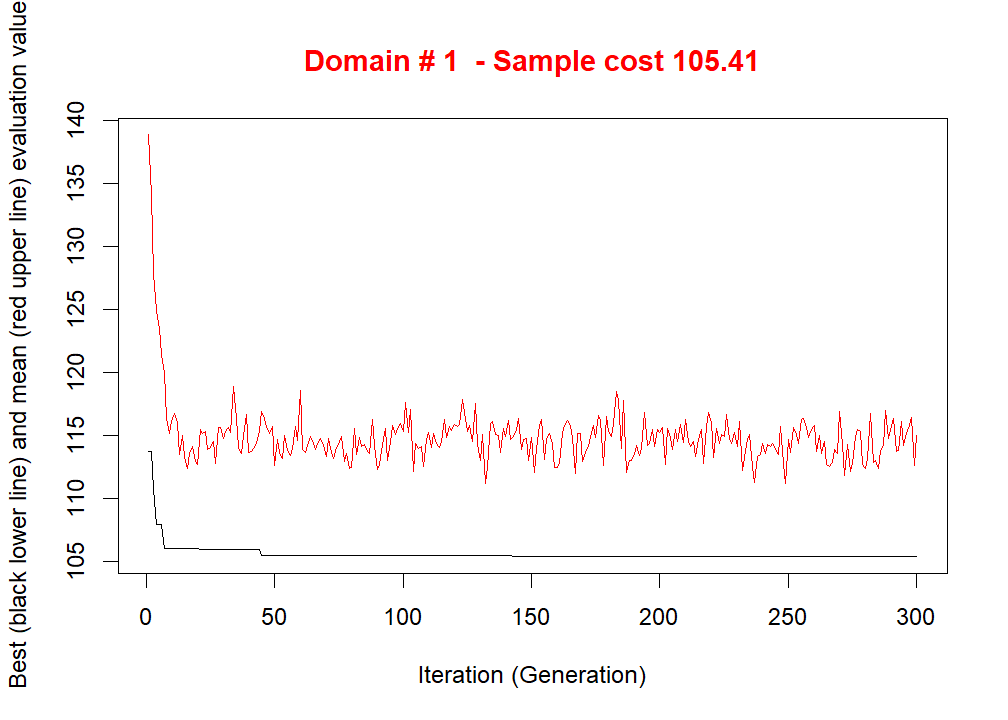 Domain # 1  - Sample cost 105.41
Best (black lower line) and mean (red upper line) evaluation value
140
135
130
125
120
115
110
105
0 50 100 150 200 250 300
Iteration (Generation)